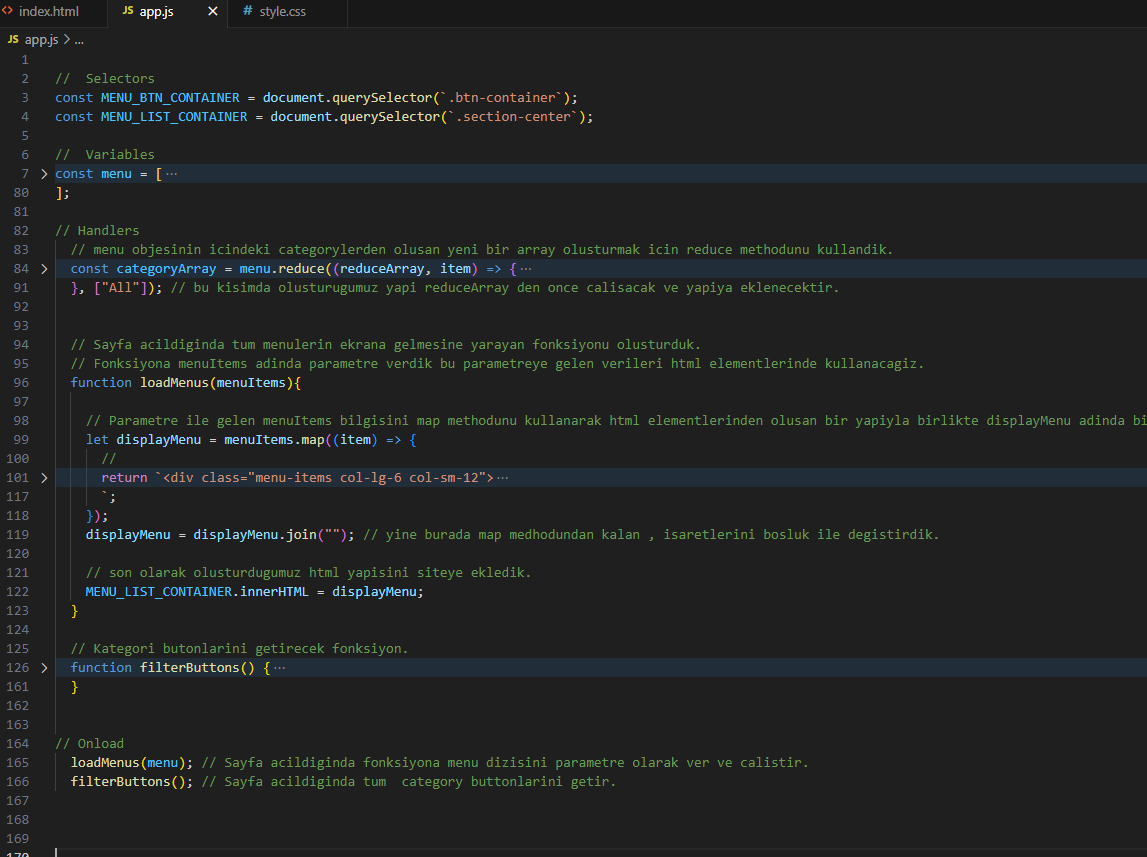 index.html JS app.js × # style.css
JS app.js > ...
1
2 //  Selectors
3 const MENU_BTN_CONTAINER = document.querySelector(`.btn-container`);
4 const MENU_LIST_CONTAINER = document.querySelector(`.section-center`);
5
6 //  Variables
7 const menu = [ ···
80 ];
81
82 // Handlers
83 // menu objesinin icindeki categorylerden olusan yeni bir array olusturmak icin reduce methodunu kullandik.
84 const categoryArray = menu.reduce((reduceArray, item) => { ···
91 }, ["All"]); // bu kisimda olusturugumuz yapi reduceArray den once calisacak ve yapiya eklenecektir.
92
93
94 // Sayfa acildiginda tum menulerin ekrana gelmesine yarayan fonksiyonu olusturduk.
95 // Fonksiyona menuItems adinda parametre verdik bu parametreye gelen verileri html elementlerinde kullanacagiz.
96 function loadMenus(menuItems){
97
98 // Parametre ile gelen menuItems bilgisini map methodunu kullanarak html elementlerinden olusan bir yapiyla birlikte displayMenu adinda bi
99 let displayMenu = menuItems.map((item) => {
100 //
101 return `<div class="menu-items col-lg-6 col-sm-12"> ···
117 `;
118 });
119 displayMenu = displayMenu.join(""); // yine burada map medhodundan kalan , isaretlerini bosluk ile degistirdik.
120
121 // son olarak olusturdugumuz html yapisini siteye ekledik.
122 MENU_LIST_CONTAINER.innerHTML = displayMenu;
123 }
124
125 // Kategori butonlarini getirecek fonksiyon.
126 function filterButtons() { ···
161 }
162
163
164 // Onload
165 loadMenus(menu); // Sayfa acildiginda fonksiyona menu dizisini parametre olarak ver ve calistir.
166 filterButtons(); // Sayfa acildiginda tum  category buttonlarini getir.
167
168
169
170